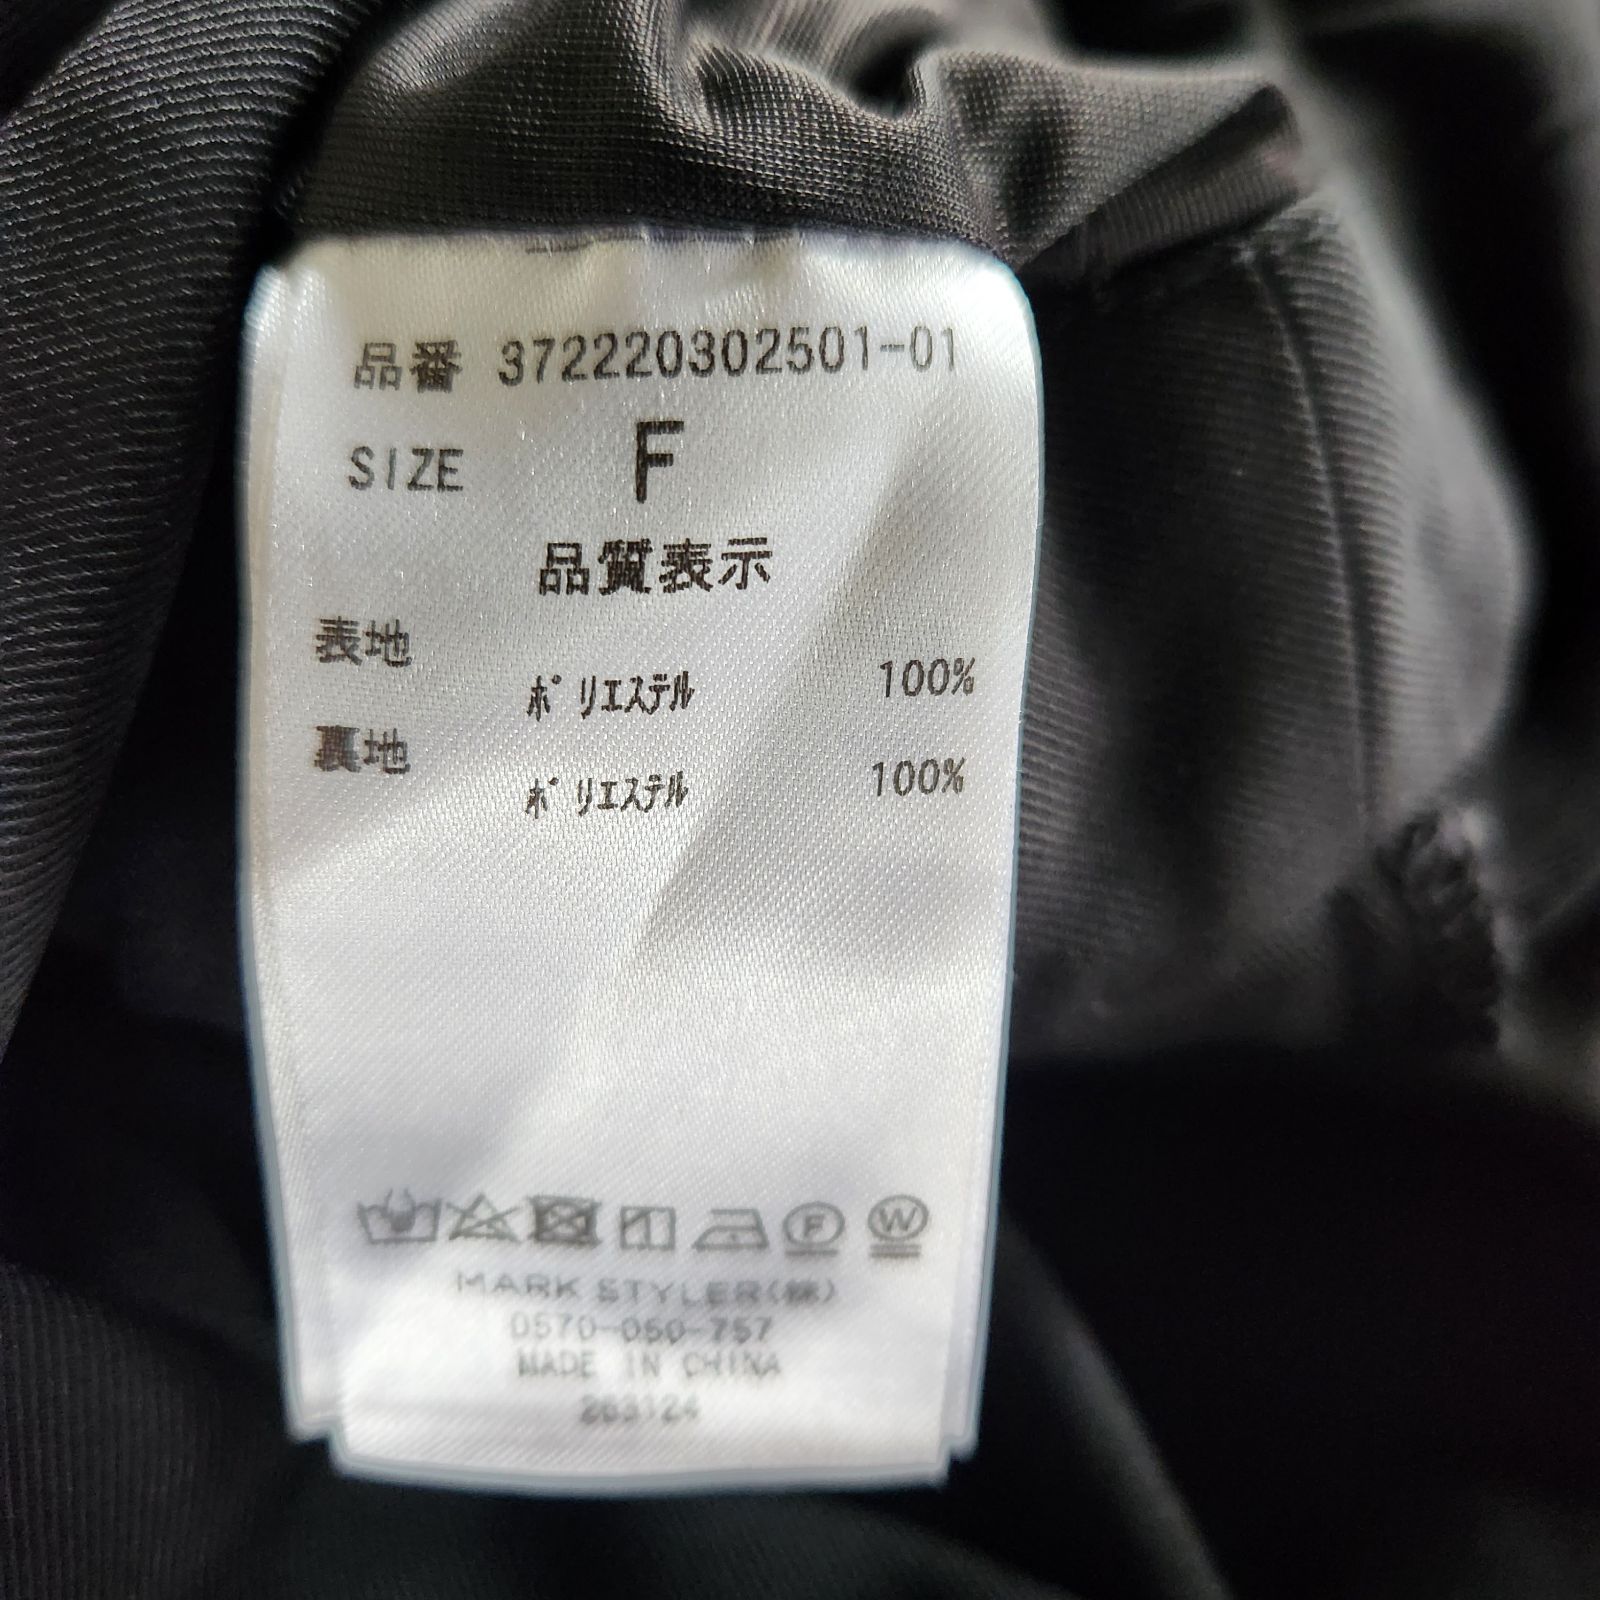 品番 372220302501-01
SIZE F
品質表示
表地
ポリエステル 100%
裏地
ポリエステル 100%
F W
MARK STYLER(株)
0570-050-757
MADE IN CHINA
263124